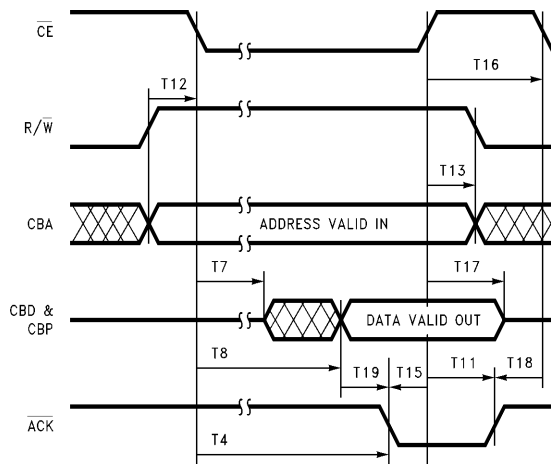 CE
T16
T12
R/W
T13
CBA
ADDRESS VALID IN
T7
T17
CBD &
CBP
DATA VALID OUT
T8
T19
T15
T11
T18
ACK
T4